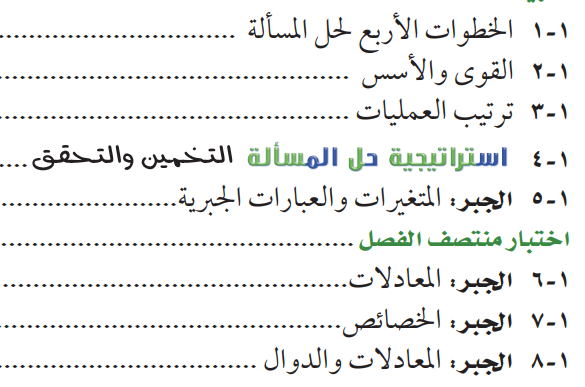 ١-١ الخطوات الأربع لحل المسألة ..............................
١-٢ القوى والأسس ..............................
١-٣ ترتيب العمليات ..............................
١-٤ استراتيجية حل المسألة التخمين والتحقق ....
١-٥ الجبر: المتغيرات والعبارات الجبرية......................
اختبار منتصف الفصل ..............................
١-٦ الجبر: المعادلات..............................
١-٧ الجبر: الخصائص..............................
١-٨ الجبر: المعادلات والدوال ..............................